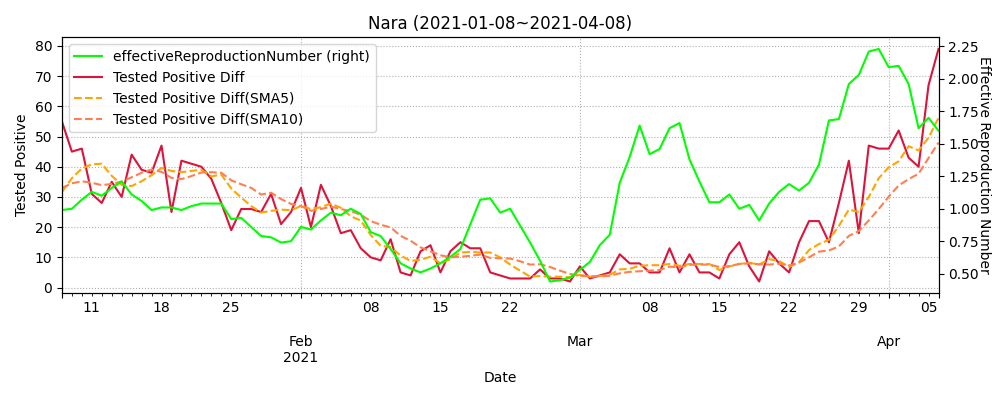 Nara (2021-01-08~2021-04-08)
effectiveReproductionNumber (right)
Tested Positive Diff
Tested Positive Diff(SMA5)
Tested Positive Diff(SMA10)
Tested Positive
80
70
60
50
40
30
20
10
0
2.25
2.00
1.75
1.50
1.25
1.00
0.75
0.50
Effective Reproduction Number
11 18 25 08 15 22 08 15 22 29 05
Feb Mar Apr
2021
Date